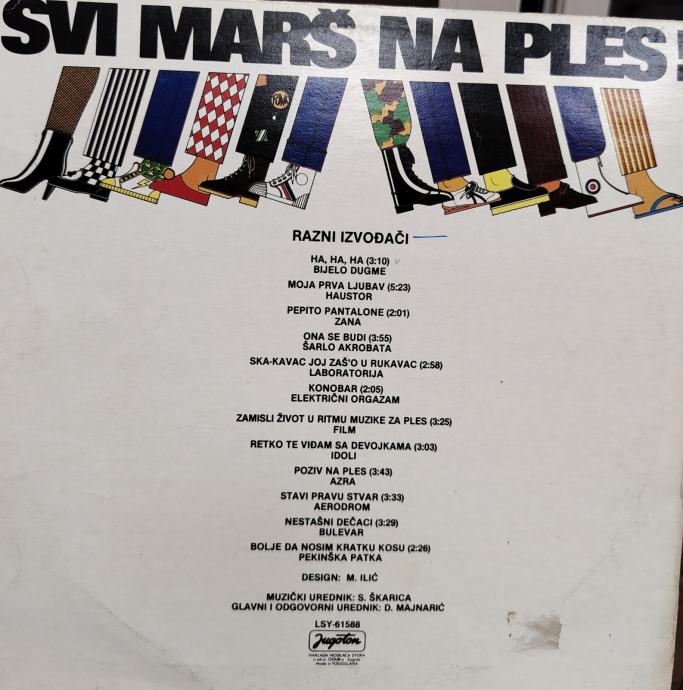 SVI MARŠ NA PLES!
RAZNI IZVOĐAČI
HA, HA, HA (3:10)
BIJELO DUGME
MOJA PRVA LJUBAV (5:23)
HAUSTOR
PEPITO PANTALONE (2:01)
ZANA
ONA SE BUDI (3:55)
ŠARLO AKROBATA
SKA-KAVAC JOJ ZAŠ'O U RUKAVAC (2:58)
LABORATORIJA
KONOBAR (2:05)
ELEKTRIČNI ORGAZAM
ZAMISLI ŽIVOT U RITMU MUZIKE ZA PLES (3:25)
FILM
RETKO TE VIĐAM SA DEVOJKAMA (3:03)
IDOLI
POZIV NA PLES (3:43)
AZRA
STAVI PRAVU STVAR (3:33)
AERODROM
NESTAŠNI DEČACI (3:29)
BULEVAR
BOLJE DA NOSIM KRATKU KOSU (2:26)
PEKINŠKA PATKA
DESIGN: M. ILIĆ
MUZIČKI UREDNIK: S. ŠKARICA
GLAVNI I ODGOVORNI UREDNIK: D. MAJNARIĆ
LSY-61588
Jugoton
NAKLADA NOSILACA ZVUKA
Zagreb
Made in YUGOSLAVIA